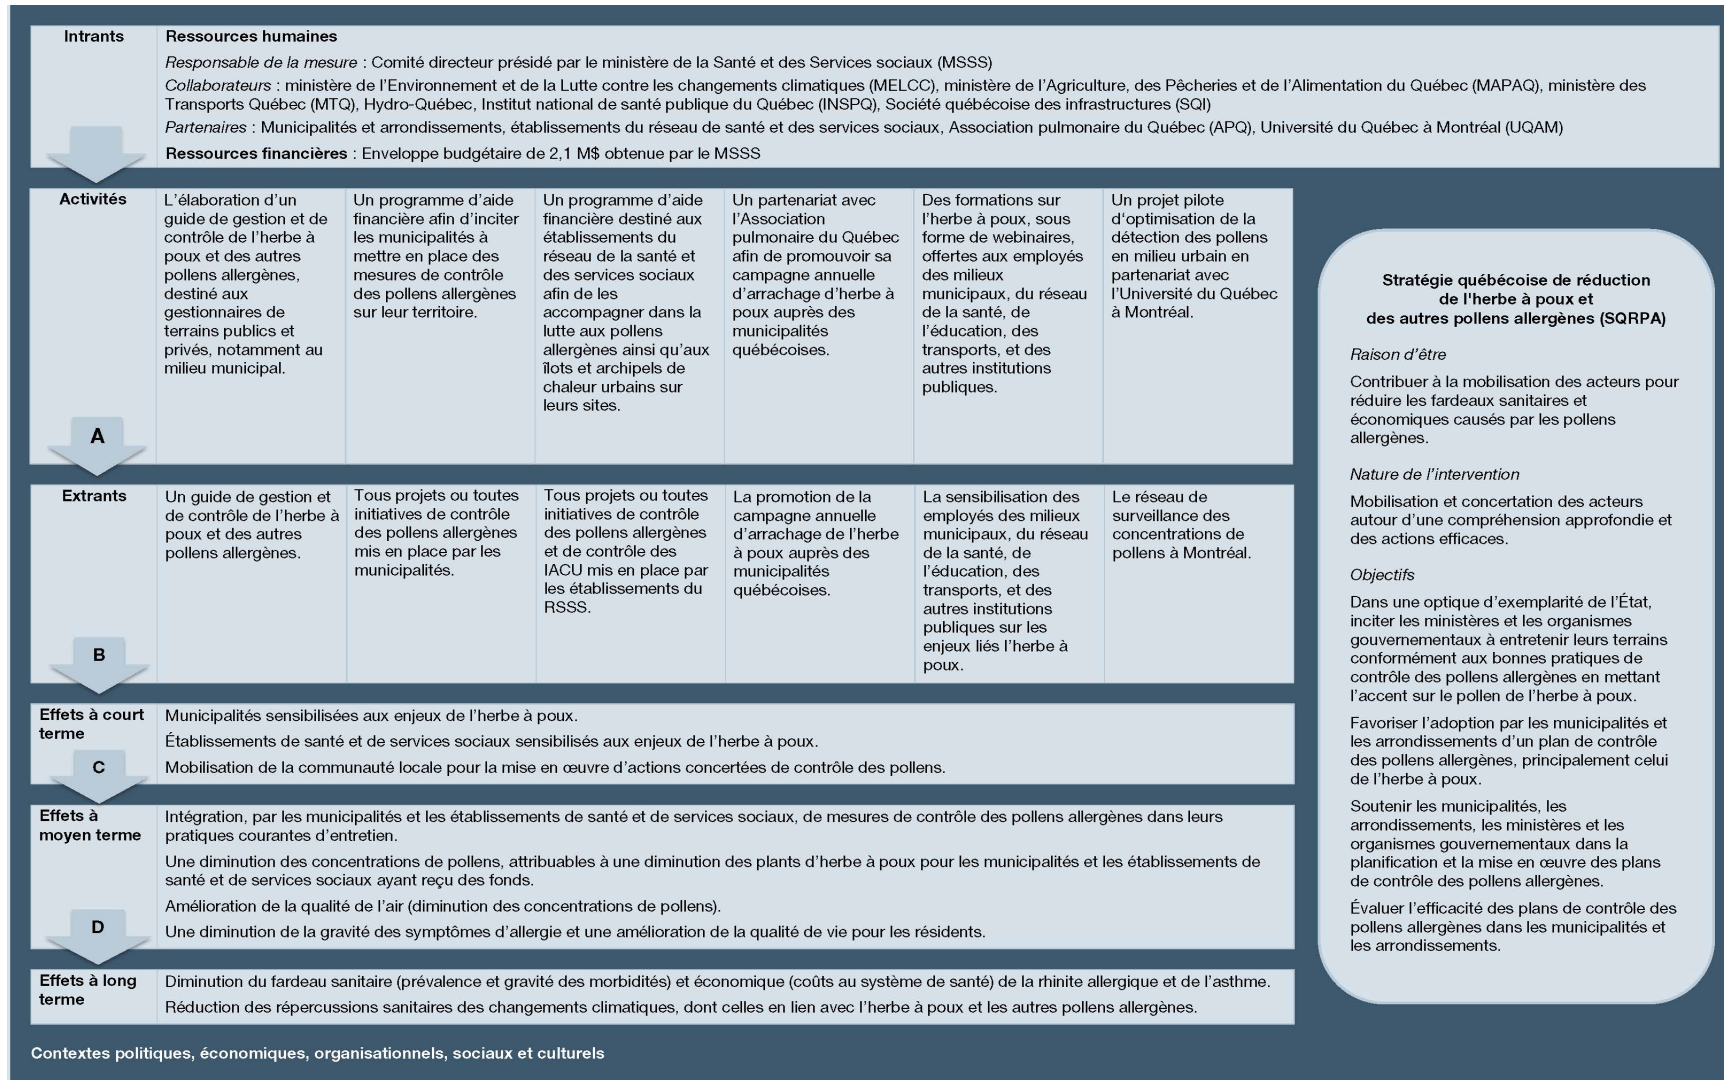 Intrants
Ressources humaines
Responsable de la mesure : Comité directeur présidé par le ministère de la Santé et des Services sociaux (MSSS)
Collaborateurs : ministère de l'Environnement et de la Lutte contre les changements climatiques (MELCC), ministère de l'Agriculture, des Pêcheries et de l'Alimentation du Québec (MAPAQ), ministère des
Transports Québec (MTQ), Hydro-Québec, Institut national de santé publique du Québec (INSPQ), Société québécoise des infrastructures (SQI)
Partenaires : Municipalités et arrondissements, établissements du réseau de santé et des services sociaux, Association pulmonaire du Québec (APQ), Université du Québec à Montréal (UQAM)
Ressources financières : Enveloppe budgétaire de 2,1 M$ obtenue par le MSSS
Activités
L'élaboration d'un
guide de gestion et de
contrôle de l'herbe à
poux et des autres
pollens allergènes,
destiné aux
gestionnaires de
terrains publics et
privés, notamment au
milieu municipal.
Un programme d'aide
financière afin d'inciter
les municipalités à
mettre en place des
mesures de contrôle
des pollens allergènes
sur leur territoire.
Un programme d'aide
financière destiné aux
établissements du
réseau de la santé et
des services sociaux
afin de les
accompagner dans la
lutte aux pollens
allergènes ainsi qu'aux
îlots et archipels de
chaleur urbains sur
leurs sites.
Un partenariat avec
l'Association
pulmonaire du Québec
afin de promouvoir sa
campagne annuelle
d'arrachage d'herbe à
poux auprès des
municipalités
québécoises.
Des formations sur
l'herbe à poux, sous
forme de webinaires,
offertes aux employés
des milieux
municipaux, du réseau
de la santé, de
l'éducation, des
transports, et des
autres institutions
publiques.
Un projet pilote
d'optimisation de la
détection des pollens
en milieu urbain en
partenariat avec
l'Université du Québec
à Montréal.
A
Extrants
Un guide de gestion et
de contrôle de l'herbe à
poux et des autres
pollens allergènes.
Tous projets ou toutes
initiatives de contrôle
des pollens allergènes
mis en place par les
municipalités.
Tous projets ou toutes
initiatives de contrôle
des pollens allergènes
et de contrôle des
IACU mis en place par
les établissements du
RSSS.
La promotion de la
campagne annuelle
d'arrachage de l'herbe
à poux auprès des
municipalités
québécoises.
La sensibilisation des
employés des milieux
municipaux, du réseau
de la santé, de
l'éducation, des
transports, et des
autres institutions
publiques sur les
enjeux liés l'herbe à
poux.
Le réseau de
surveillance des
concentrations de
pollens à Montréal.
B
Effets à court
terme
Municipalités sensibilisées aux enjeux de l'herbe à poux.
Établissements de santé et de services sociaux sensibilisés aux enjeux de l'herbe à poux.
Mobilisation de la communauté locale pour la mise en œuvre d'actions concertées de contrôle des pollens.
C
Effets à
moyen terme
Intégration, par les municipalités et les établissements de santé et de services sociaux, de mesures de contrôle des pollens allergènes dans leurs
pratiques courantes d'entretien.
Une diminution des concentrations de pollens, attribuables à une diminution des plants d'herbe à poux pour les municipalités et les établissements de
santé et de services sociaux ayant reçu des fonds.
Amélioration de la qualité de l'air (diminution des concentrations de pollens).
Une diminution de la gravité des symptômes d'allergie et une amélioration de la qualité de vie pour les résidents.
D
Effets à long
terme
Diminution du fardeau sanitaire (prévalence et gravité des morbidités) et économique (coûts au système de santé) de la rhinite allergique et de l'asthme.
Réduction des répercussions sanitaires des changements climatiques, dont celles en lien avec l'herbe à poux et les autres pollens allergènes.
Stratégie québécoise de réduction
de l'herbe à poux et
des autres pollens allergènes (SQRPA)
Raison d'être
Contribuer à la mobilisation des acteurs pour
réduire les fardeaux sanitaires et
économiques causés par les pollens
allergènes.
Nature de l'intervention
Mobilisation et concertation des acteurs
autour d'une compréhension approfondie et
des actions efficaces.
Objectifs
Dans une optique d'exemplarité de l'État,
inciter les ministères et les organismes
gouvernementaux à entretenir leurs terrains
conformément aux bonnes pratiques de
contrôle des pollens allergènes en mettant
l'accent sur le pollen de l'herbe à poux.
Favoriser l'adoption par les municipalités et
les arrondissements d'un plan de contrôle
des pollens allergènes, principalement celui
de l'herbe à poux.
Soutenir les municipalités, les
arrondissements, les ministères et les
organismes gouvernementaux dans la
planification et la mise en œuvre des plans
de contrôle des pollens allergènes.
Évaluer l'efficacité des plans de contrôle des
pollens allergènes dans les municipalités et
les arrondissements.
Contextes politiques, économiques, organisationnels, sociaux et culturels